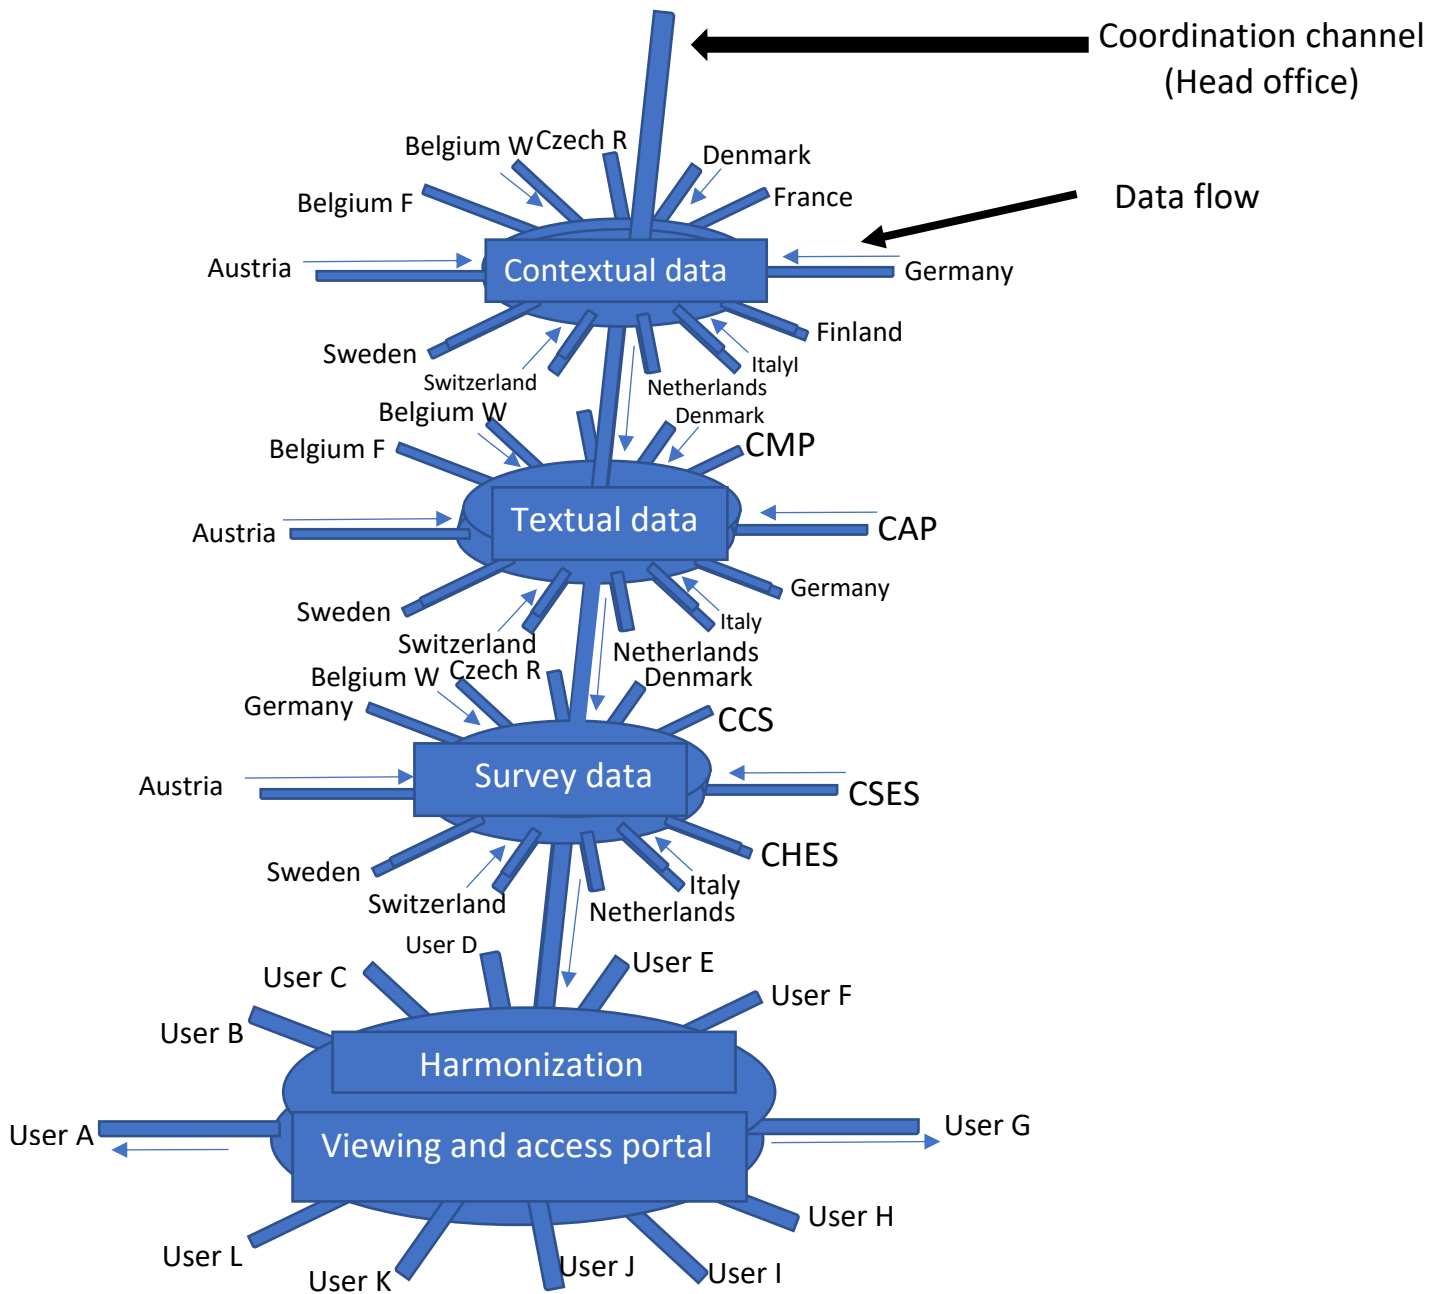 Coordination channel
(Head office)
Belgium W
Czech R
Denmark
Belgium F
France
Data flow
Austria
Contextual data
Germany
Sweden
Finland
Switzerland
Netherlands
ItalyI
Belgium W
Denmark
Belgium F
CMP
Austria
Textual data
CAP
Sweden
Germany
Switzerland
Netherlands
Italy
Belgium W
Czech R
Denmark
Germany
CCS
Austria
Survey data
CSES
Sweden
CHES
Switzerland
Netherlands
Italy
User D
User C
User E
User B
User F
Harmonization
User A
Viewing and access portal
User G
User L
User H
User K
User J
User I